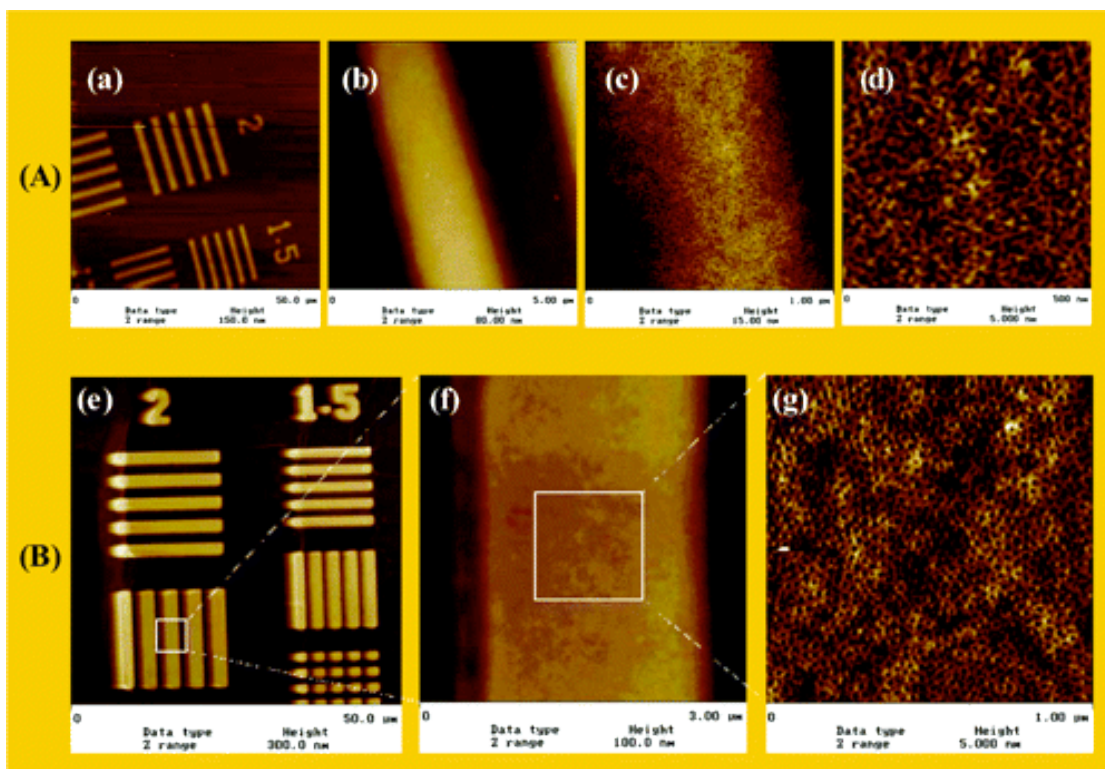 (A)
(a)
2
1.5
0 50.0 µm
Data type Height
Z range 150.0 nm
(b)
0 5.00 µm
Data type Height
Z range 80.00 nm
(c)
0 1.00 µm
Data type Height
Z range 15.00 nm
(d)
0 500 nm
Data type Height
Z range 5.000 nm
(B)
(e)
2 1.5
0 50.0 µm
Data type Height
Z range 300.0 nm
(f)
0 3.00 µm
Data type Height
Z range 100.0 nm
(g)
0 1.00 µm
Data type Height
Z range 5.000 nm